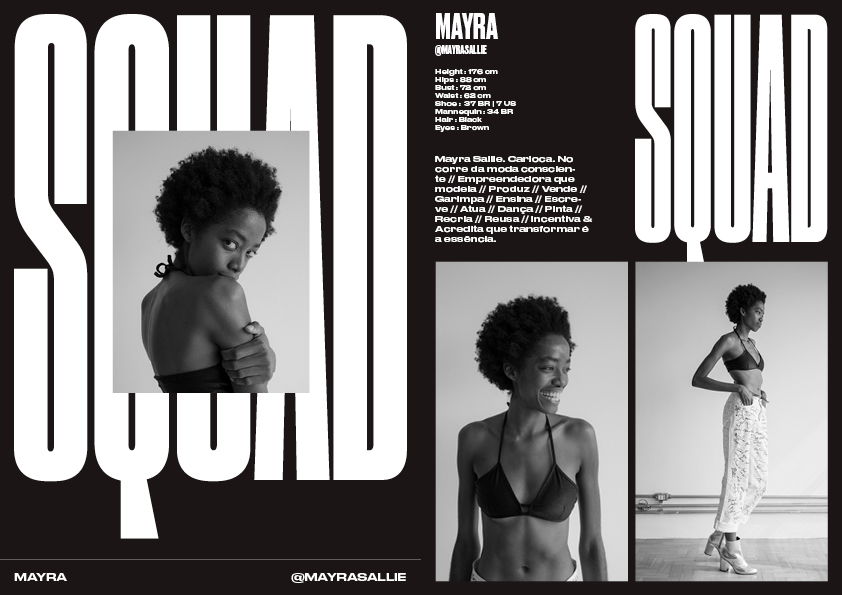 SQUAD
MAYRA
@MAYRASALLIE
MAYRA
@MAYRASALLIE
Height : 176 cm
Hips : 88 cm
Bust : 72 cm
Waist : 62 cm
Shoe : 37 BR | 7 US
Mannequin : 34 BR
Hair : Black
Eyes : Brown
Mayra Sallie. Carioca. No
corre da moda conscien-
te // Empreendedora que
modela // Produz // Vende //
Garimpa // Ensina // Escre-
ve // Atua // Dança // Pinta //
Recria // Reusa // Incentiva &
Acredita que transformar é
a essência.
SQUAD